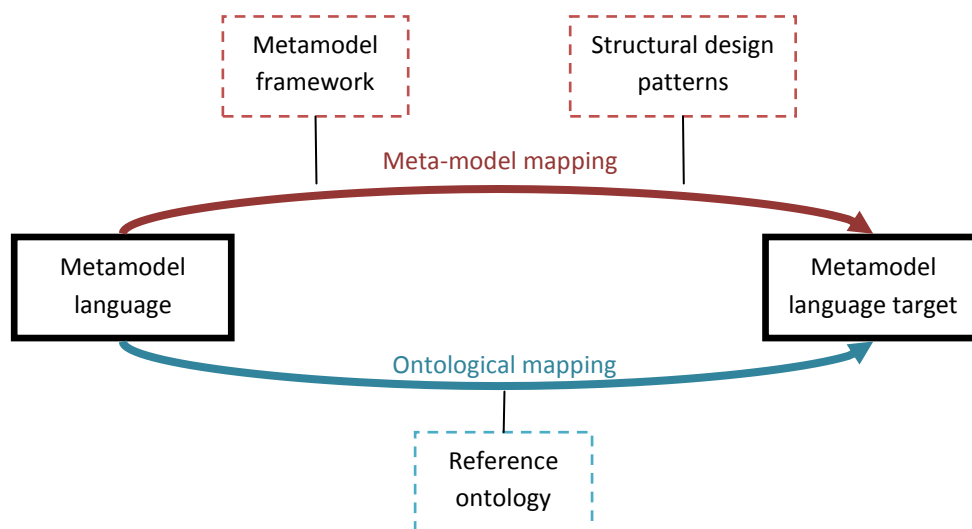 Metamodel
framework
Structural design
patterns
Meta-model mapping
Metamodel
language
Metamodel
language target
Ontological mapping
Reference
ontology